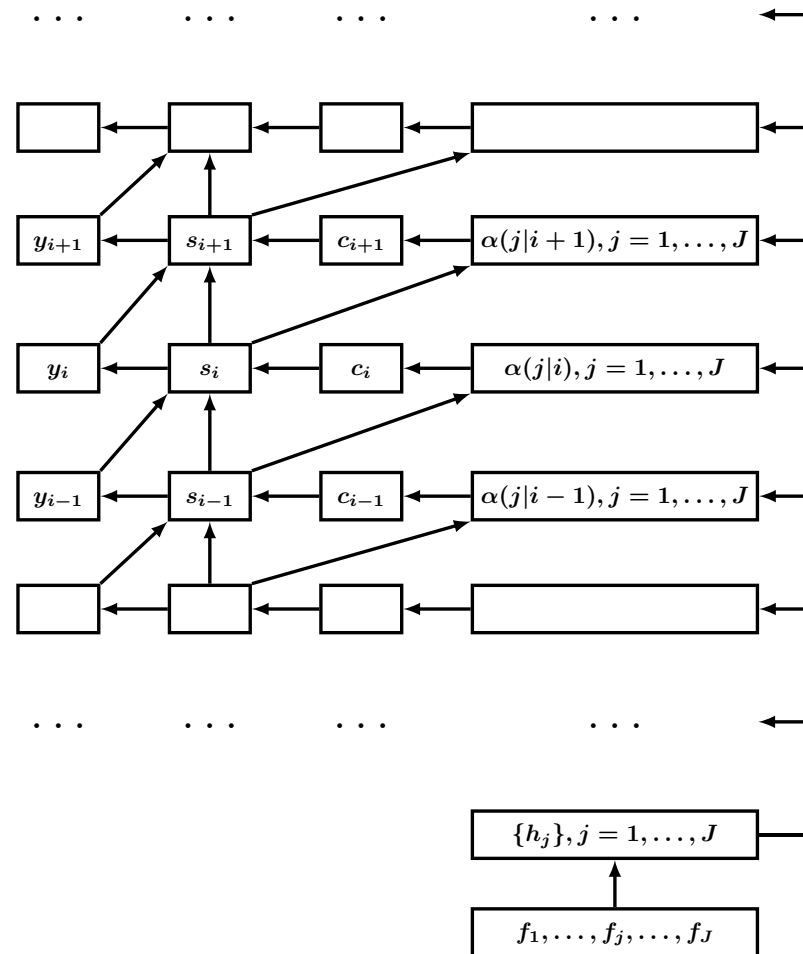 . . . . . . . . . . . .
y_{i+1} s_{i+1} c_{i+1} α(j|i + 1), j = 1, . . . , J
y_i s_i c_i α(j|i), j = 1, . . . , J
y_{i−1} s_{i−1} c_{i−1} α(j|i − 1), j = 1, . . . , J
. . . . . . . . . . . .
{h_j}, j = 1, . . . , J
f_1, . . . , f_j, . . . , f_J